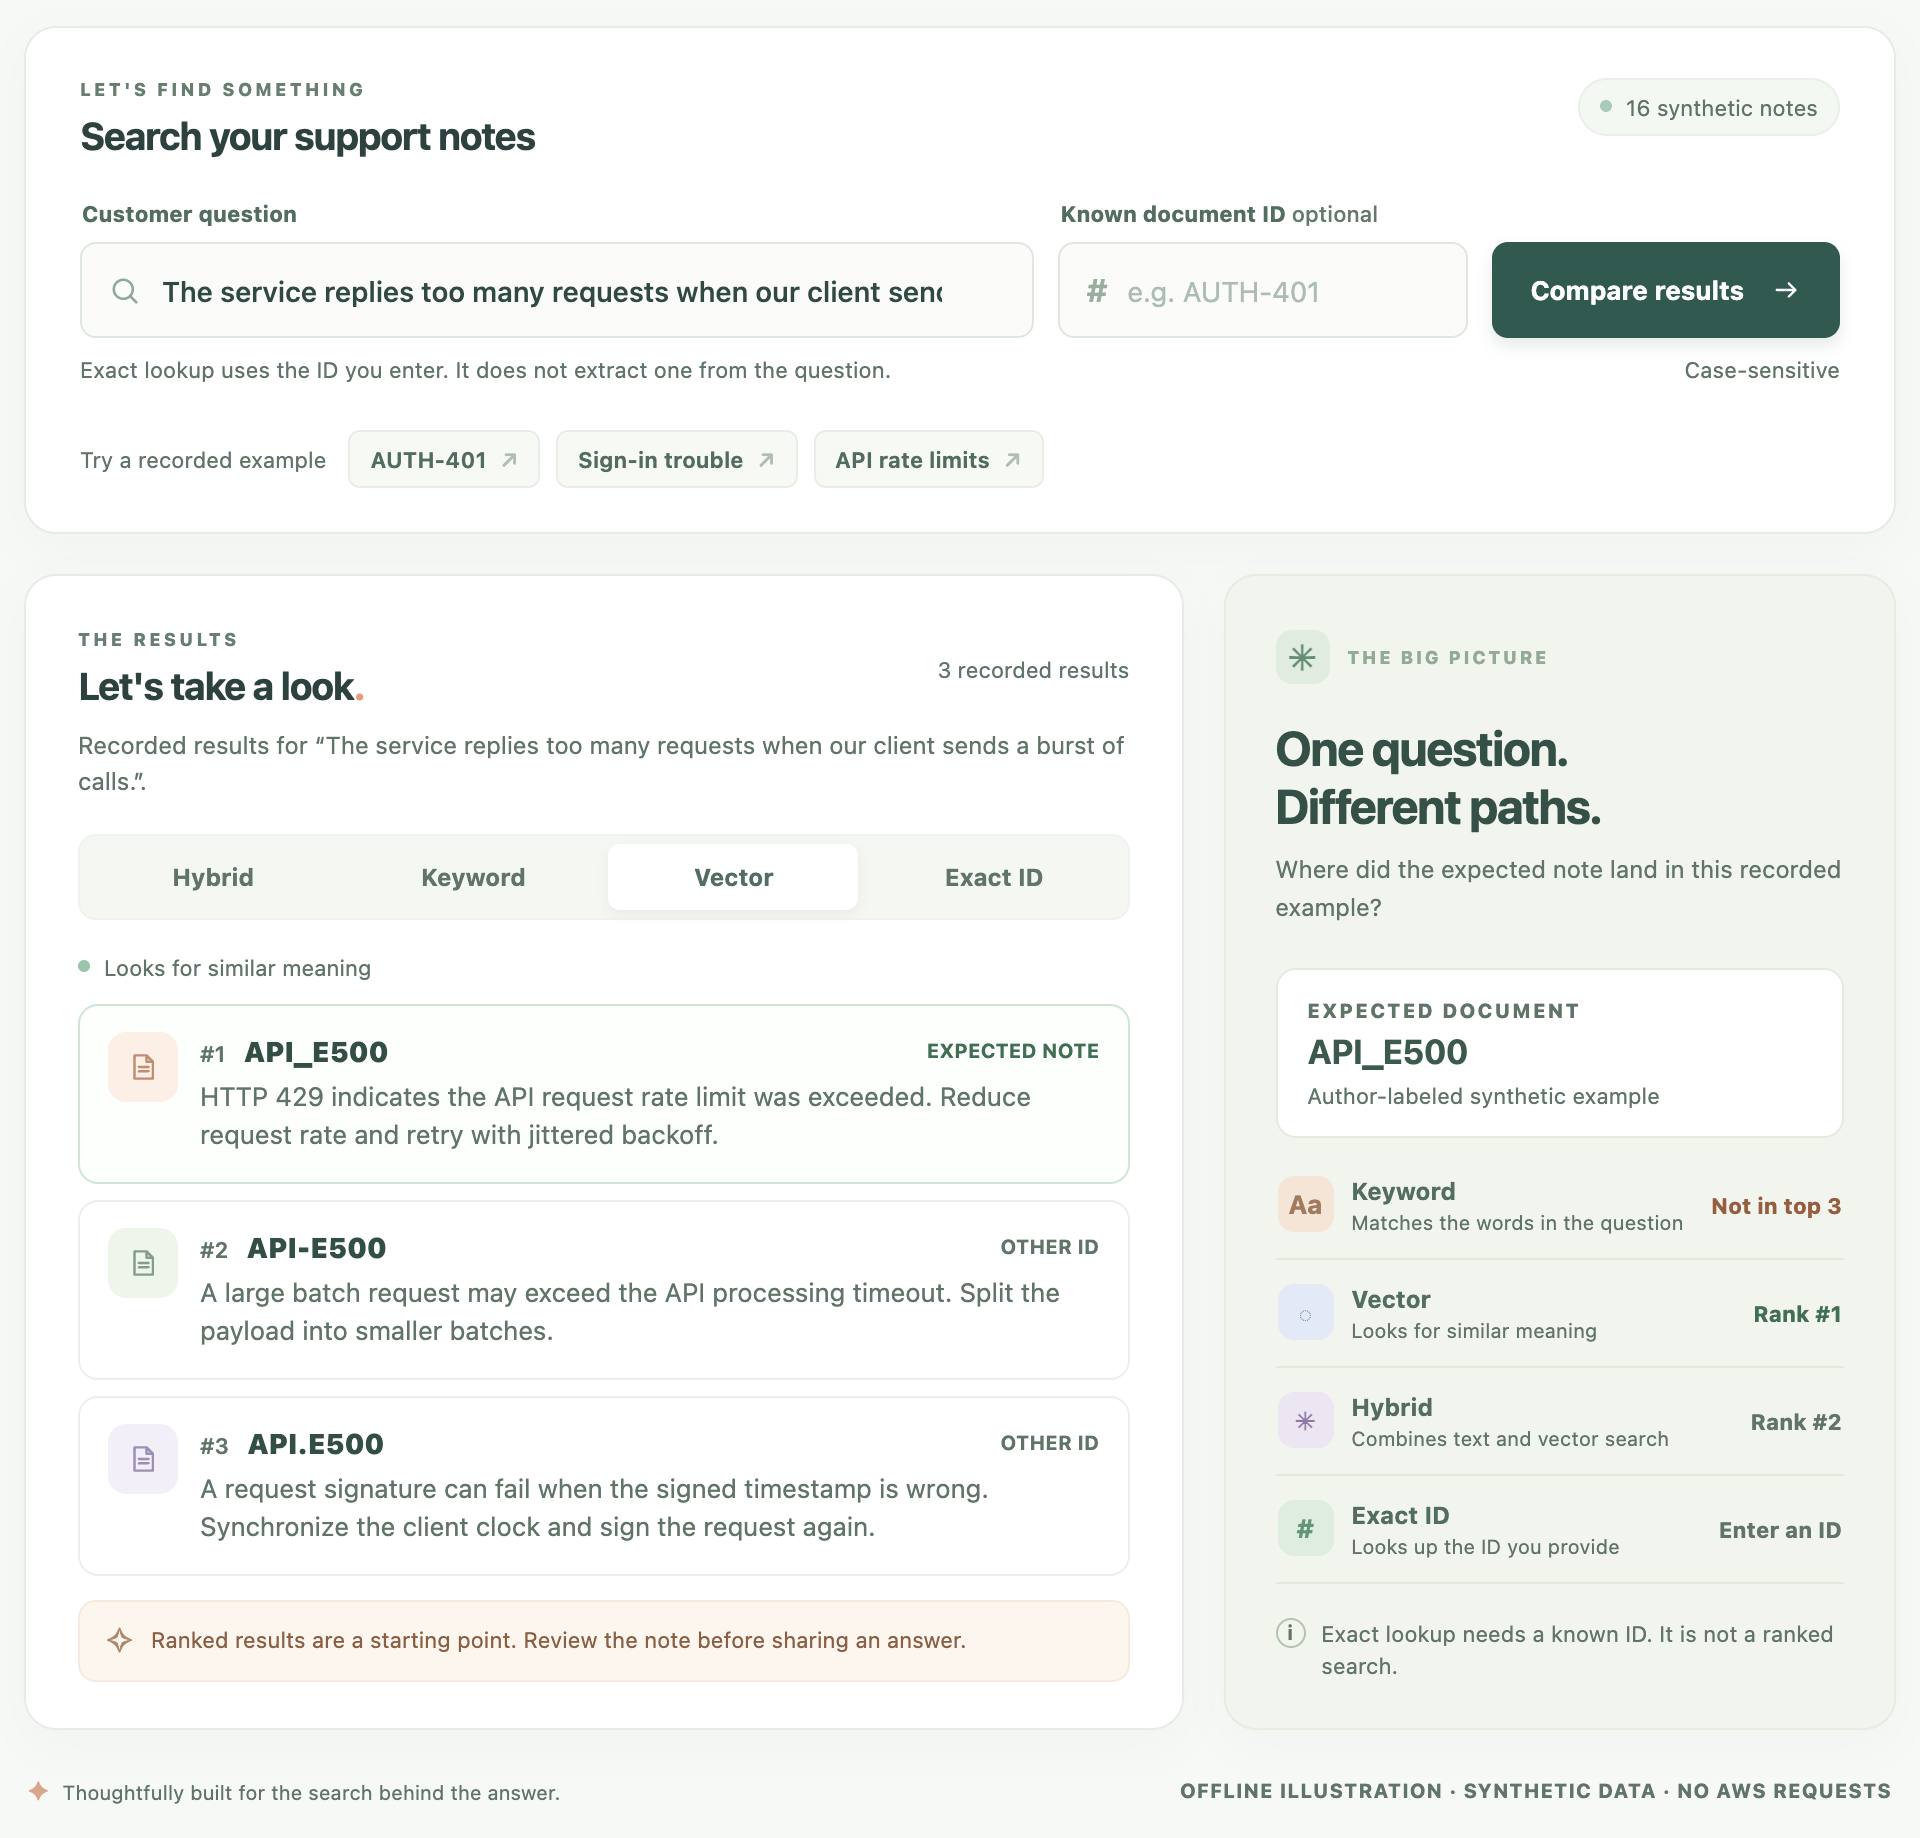 LET'S FIND SOMETHING
Search your support notes
16 synthetic notes
Customer question
The service replies too many requests when our client send
Known document ID optional
# e.g. AUTH-401
Compare results →
Exact lookup uses the ID you enter. It does not extract one from the question.
Case-sensitive
Try a recorded example
AUTH-401 ↗
Sign-in trouble ↗
API rate limits ↗
THE RESULTS
Let's take a look.
3 recorded results
Recorded results for “The service replies too many requests when our client sends a burst of
calls.”.
Hybrid
Keyword
Vector
Exact ID
Looks for similar meaning
#1 API_E500
EXPECTED NOTE
HTTP 429 indicates the API request rate limit was exceeded. Reduce
request rate and retry with jittered backoff.
#2 API-E500
OTHER ID
A large batch request may exceed the API processing timeout. Split the
payload into smaller batches.
#3 API.E500
OTHER ID
A request signature can fail when the signed timestamp is wrong.
Synchronize the client clock and sign the request again.
Ranked results are a starting point. Review the note before sharing an answer.
THE BIG PICTURE
One question.
Different paths.
Where did the expected note land in this recorded
example?
EXPECTED DOCUMENT
API_E500
Author-labeled synthetic example
Aa
Keyword
Matches the words in the question
Not in top 3
Vector
Looks for similar meaning
Rank #1
Hybrid
Combines text and vector search
Rank #2
#
Exact ID
Looks up the ID you provide
Enter an ID
Exact lookup needs a known ID. It is not a ranked
search.
Thoughtfully built for the search behind the answer.
OFFLINE ILLUSTRATION · SYNTHETIC DATA · NO AWS REQUESTS